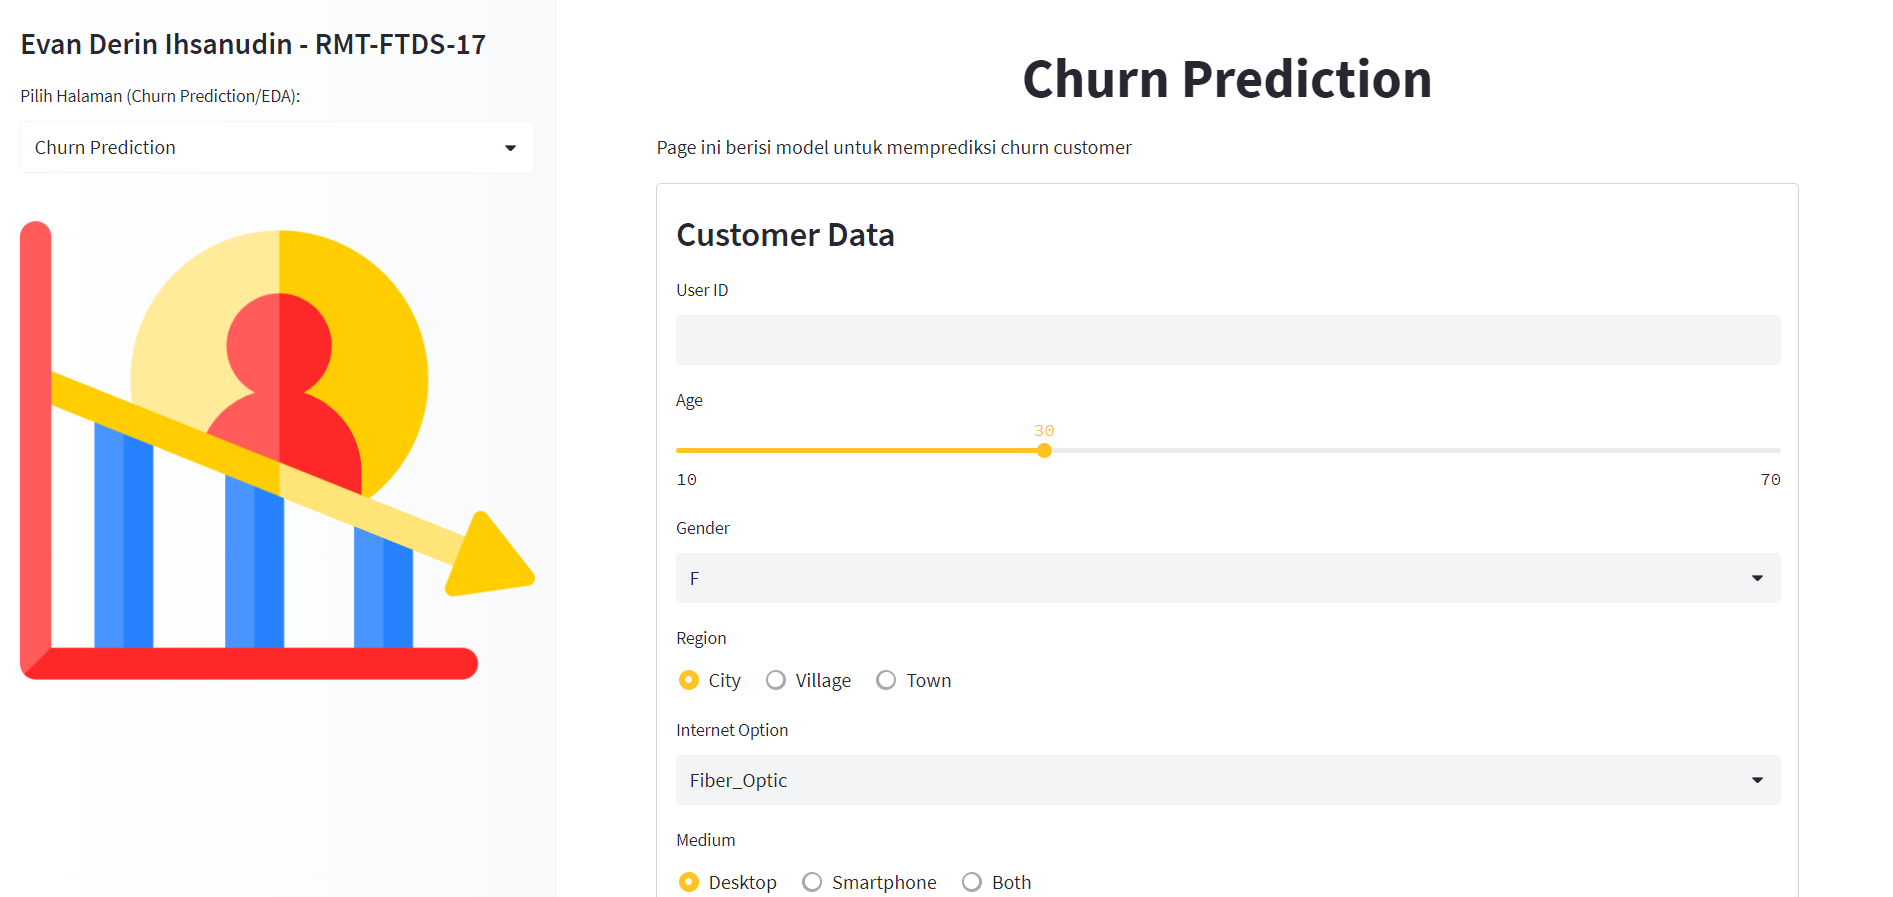 Evan Derin Ihsanudin - RMT-FTDS-17
Pilih Halaman (Churn Prediction/EDA):
Churn Prediction
Churn Prediction
Page ini berisi model untuk memprediksi churn customer
Customer Data
User ID
Age
30
10 70
Gender
F
Region
City Village Town
Internet Option
Fiber_Optic
Medium
Desktop Smartphone Both